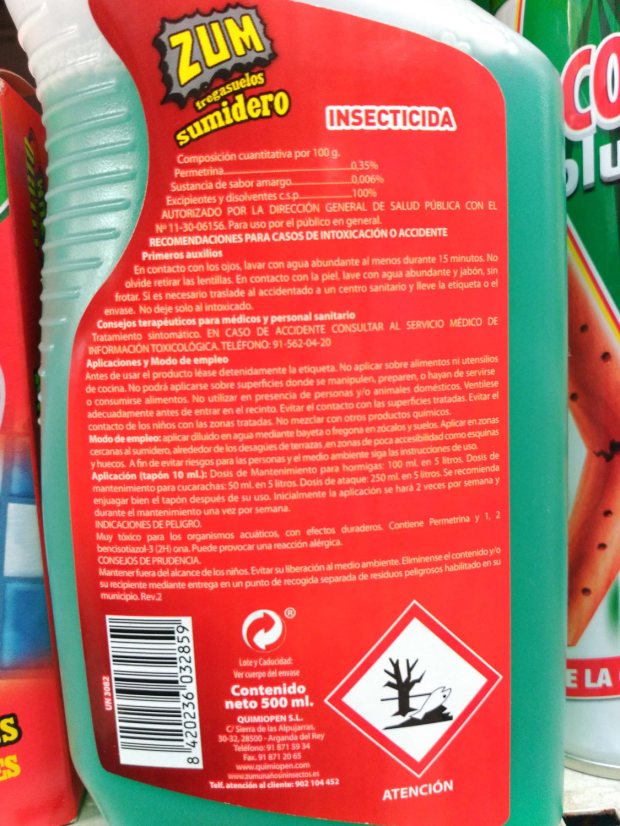 ZUM
fregasuelos
sumidero
INSECTICIDA
Composición cuantitativa por 100 g.
Permetrina 0,35%
Sustancia de sabor amargo 0,006%
Excipientes y disolventes c.s.p. 100%
AUTORIZADO POR LA DIRECCIÓN GENERAL DE SALUD PÚBLICA CON EL
Nº 11-30-06156. Para uso por el público en general.
RECOMENDACIONES PARA CASOS DE INTOXICACIÓN O ACCIDENTE
Primeros auxilios
En contacto con los ojos, lavar con agua abundante al menos durante 15 minutos. No
olvide retirar las lentillas. En contacto con la piel, lave con agua abundante y jabón, sin
frotar. Si es necesario traslade al accidentado a un centro sanitario y lleve la etiqueta o el
envase. No deje solo al intoxicado.
Consejos terapéuticos para médicos y personal sanitario
Tratamiento sintomático. EN CASO DE ACCIDENTE CONSULTAR AL SERVICIO MÉDICO DE
INFORMACIÓN TOXICOLÓGICA. TELÉFONO: 91-562-04-20
Aplicaciones y Modo de empleo
Antes de usar el producto léase detenidamente la etiqueta. No aplicar sobre alimentos ni utensilios
de cocina. No podrá aplicarse sobre superficies donde se manipulen, preparen, o hayan de servirse
o consumirse alimentos. No utilizar en presencia de personas y/o animales domésticos. Ventílese
adecuadamente antes de entrar en el recinto. Evitar el contacto con las superficies tratadas. Evitar el
contacto de los niños con las zonas tratadas. No mezclar con otros productos químicos.
Modo de empleo: aplicar diluido en agua mediante bayeta o fregona en zócalos y suelos. Aplicar en zonas
cercanas al sumidero, alrededor de los desagües de terrazas ,en zonas de poca accesibilidad como esquinas
y huecos. A fin de evitar riesgos para las personas y el medio ambiente siga las instrucciones de uso.
Aplicación (tapón 10 ml.): Dosis de Mantenimiento para hormigas: 100 ml. en 5 litros. Dosis de
mantenimiento para cucarachas: 50 ml. en 5 litros. Dosis de ataque: 250 ml. en 5 litros. Se recomienda
enjuagar bien el tapón después de su uso. Inicialmente la aplicación se hará 2 veces por semana y
durante el mantenimiento una vez por semana.
INDICACIONES DE PELIGRO.
Muy tóxico para los organismos acuáticos, con efectos duraderos. Contiene Permetrina y 1, 2
bencisotiazol-3 (2H) ona. Puede provocar una reacción alérgica.
CONSEJOS DE PRUDENCIA.
Mantener fuera del alcance de los niños. Evitar su liberación al medio ambiente. Elimínense el contenido y/o
su recipiente mediante entrega en un punto de recogida separada de residuos peligrosos habilitado en su
municipio. Rev.2
UN 3082
8 420236 032859
®
Lote y Caducidad:
Ver cuerpo del envase
Contenido
neto 500 ml.
QUIMIOPEN S.L.
C/ Sierra de las Alpujarras,
30-32, 28500 - Arganda del Rey
Teléfono: 91 871 59 34
Fax. 91 871 20 65
www.quimiopen.com
www.zumunañosininsectos.es
Telf. atención al cliente: 902 104 452
ATENCIÓN
CO
E LA